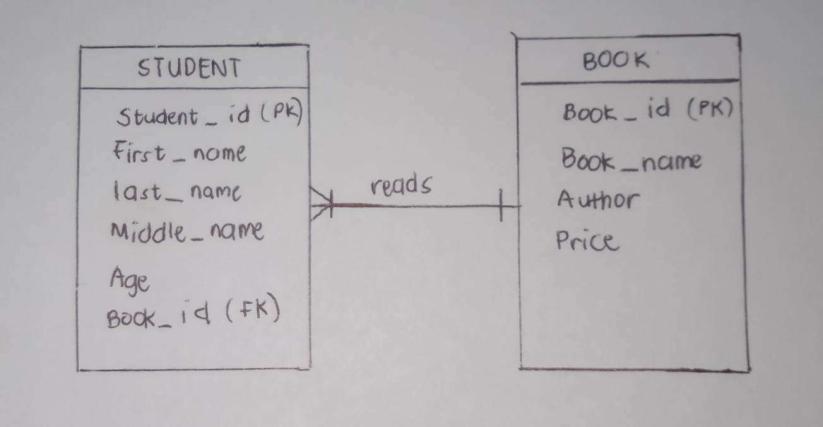 STUDENT
Student_id (PK)
First_nome
last_name
Middle_name
Age
Book_id (FK)
reads
BOOK
Book_id (PK)
Book_name
Author
Price